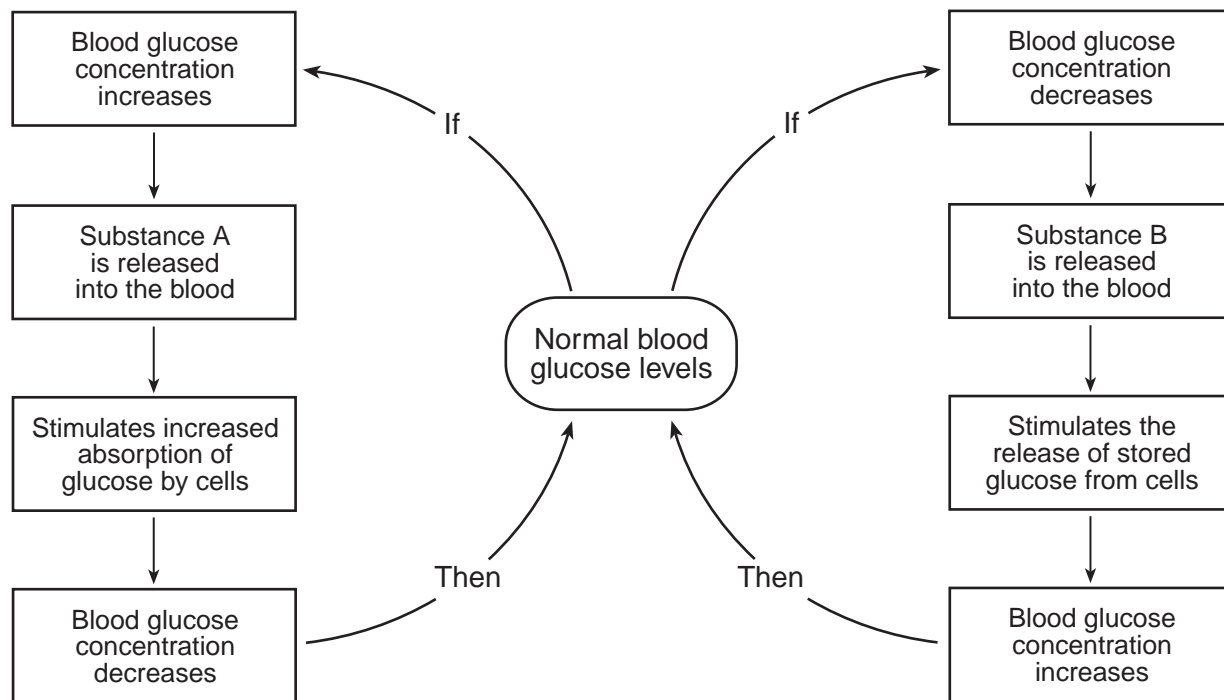 Blood glucose
concentration
increases
If
Substance A
is released
into the blood
Stimulates increased
absorption of
glucose by cells
Blood glucose
concentration
decreases
Then
Normal blood
glucose levels
If
Blood glucose
concentration
decreases
Substance B
is released
into the blood
Stimulates the
release of stored
glucose from cells
Blood glucose
concentration
increases
Then